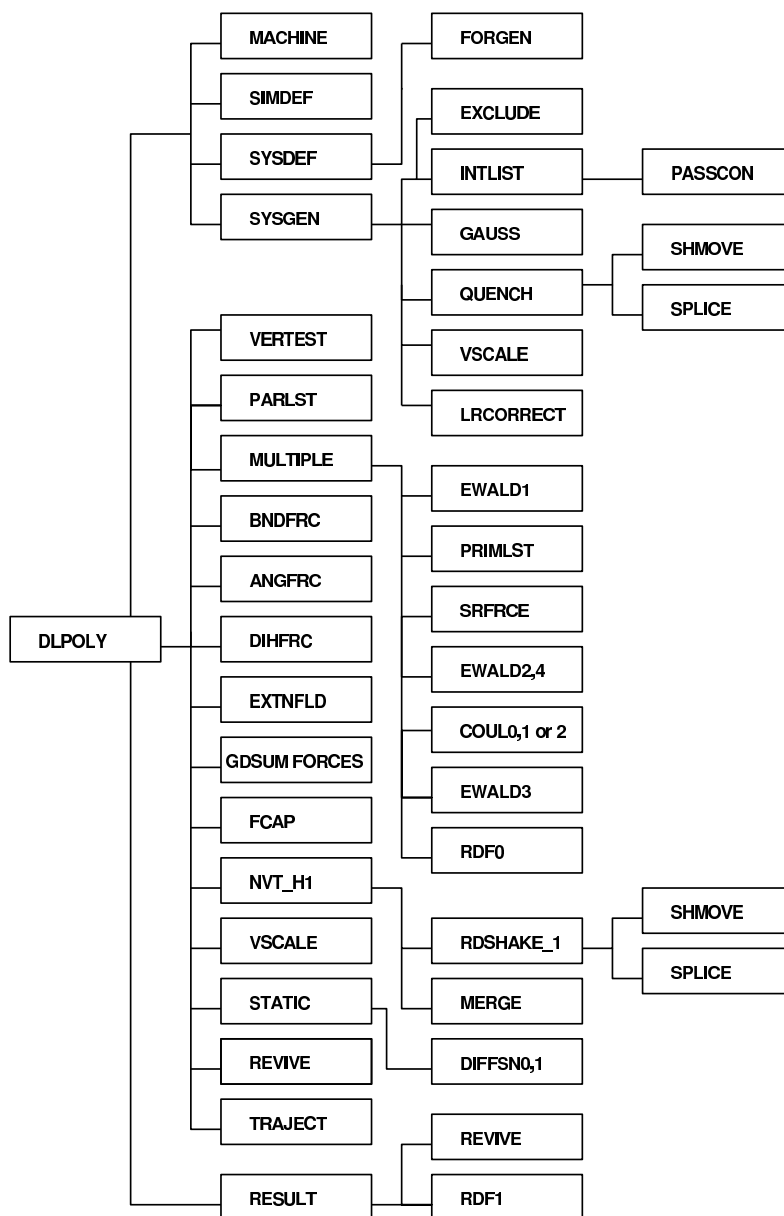 MACHINE
FORGEN
SIMDEF
EXCLUDE
SYSDEF
INTLIST
PASSCON
SYSGEN
GAUSS
SHMOVE
QUENCH
SPLICE
VERTEST
VSCALE
PARLST
LRCORRECT
MULTIPLE
EWALD1
BNDFRC
PRIMLST
ANGFRC
SRFRCE
DLPOLY
DIHFRC
EWALD2,4
EXTNFLD
COUL0,1 or 2
GDSUM FORCES
EWALD3
FCAP
RDF0
NVT_H1
SHMOVE
VSCALE
RDSHAKE_1
SPLICE
STATIC
MERGE
REVIVE
DIFFSN0,1
TRAJECT
REVIVE
RESULT
RDF1